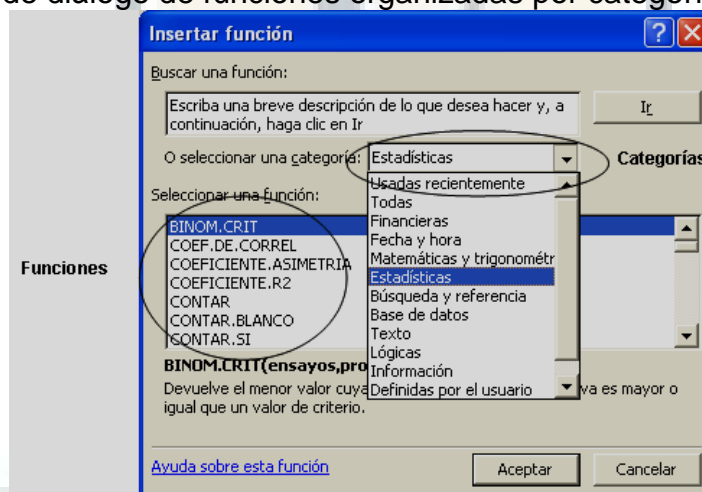 de diálogo de funciones organizadas por categorí
Insertar función
Buscar una función:
Escriba una breve descripción de lo que desea hacer y, a
continuación, haga clic en Ir
Ir
O seleccionar una categoría: Estadísticas
Categorías
Usadas recientemente
Todas
Financieras
Fecha y hora
Matemáticas y trigonométr
Estadísticas
Búsqueda y referencia
Base de datos
Texto
Lógicas
Información
Definidas por el usuario
Seleccionar una función:
Funciones
BINOM.CRIT
COEF.DE.CORREL
COEFICIENTE.ASIMETRIA
COEFICIENTE.R2
CONTAR
CONTAR.BLANCO
CONTAR.SI
BINOM.CRIT(ensayos,pro
Devuelve el menor valor cuya va es mayor o
igual que un valor de criterio.
Ayuda sobre esta función
Aceptar
Cancelar